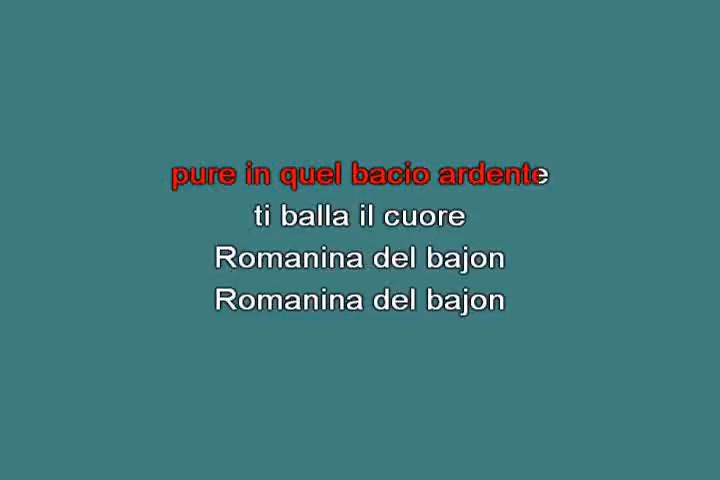 pure in quel bacio ardente
ti balla il cuore
Romanina del bajon
Romanina del bajon